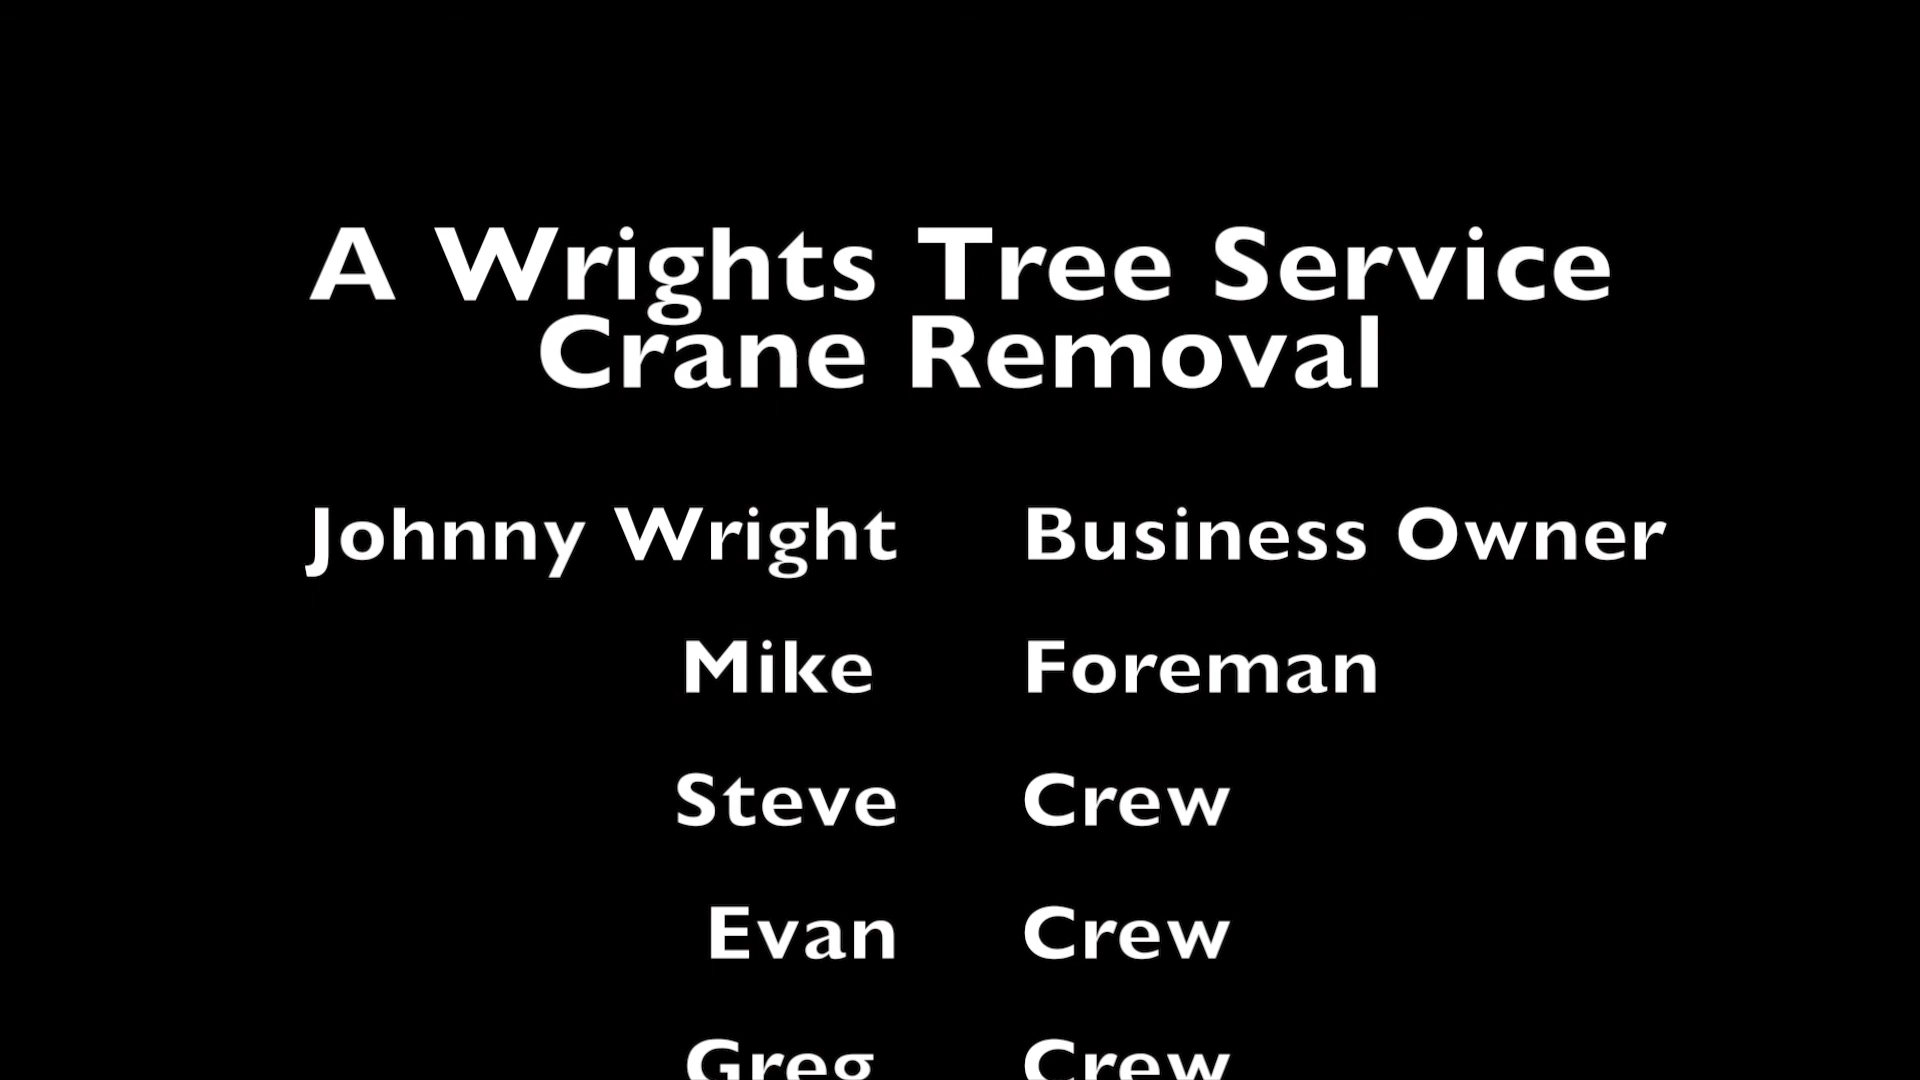 A Wrights Tree Service
Crane Removal
Johnny Wright Business Owner
Mike Foreman
Steve Crew
Evan Crew
Greg Crew